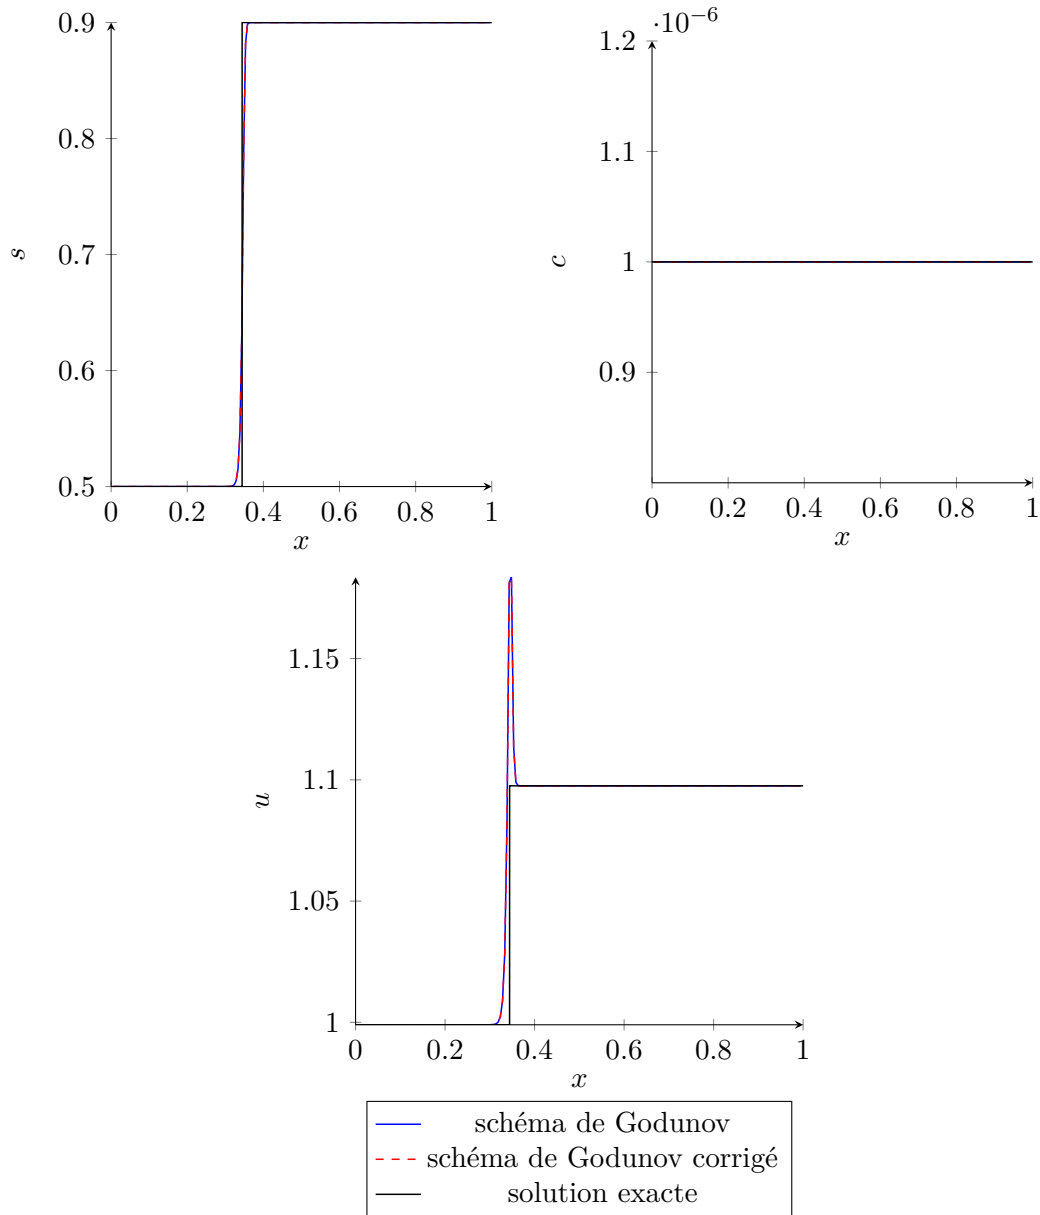 0.9
0.8
0.7
0.6
0.5
s
0 0.2 0.4 0.6 0.8 1
x
·10⁻⁶
1.2
1.1
1
0.9
c
0 0.2 0.4 0.6 0.8 1
x
1.15
1.1
1.05
1
u
0 0.2 0.4 0.6 0.8 1
x
schéma de Godunov
schéma de Godunov corrigé
solution exacte